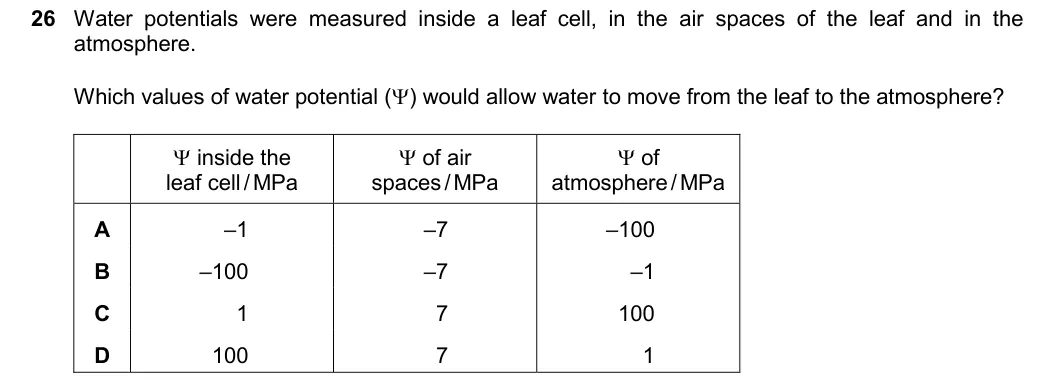 26 Water potentials were measured inside a leaf cell, in the air spaces of the leaf and in the
atmosphere.
Which values of water potential (Ψ) would allow water to move from the leaf to the atmosphere?
Ψ inside the leaf cell / MPa Ψ of air spaces / MPa Ψ of atmosphere / MPa
A –1 –7 –100
B –100 –7 –1
C 1 7 100
D 100 7 1